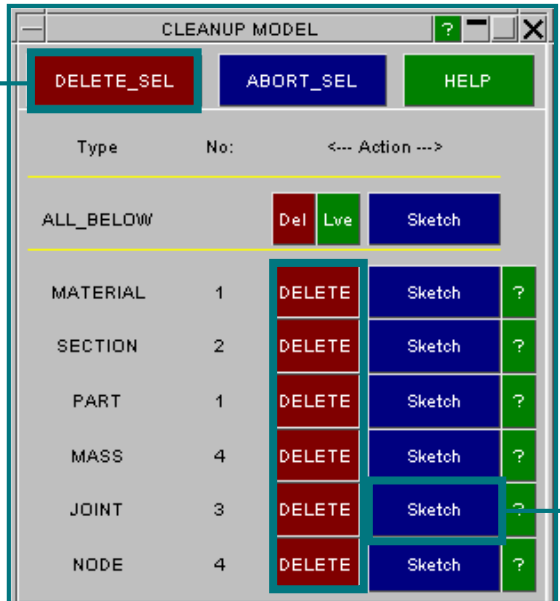 CLEANUP MODEL ?
DELETE_SEL ABORT_SEL HELP
Type No: <--- Action --->
ALL_BELOW Del Lve Sketch
MATERIAL 1 DELETE Sketch ?
SECTION 2 DELETE Sketch ?
PART 1 DELETE Sketch ?
MASS 4 DELETE Sketch ?
JOINT 3 DELETE Sketch ?
NODE 4 DELETE Sketch ?